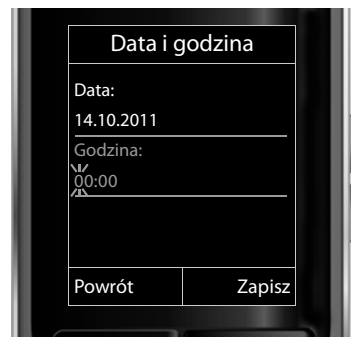 Data i godzina
Data:
14.10.2011
Godzina:
00:00
Powrót Zapisz